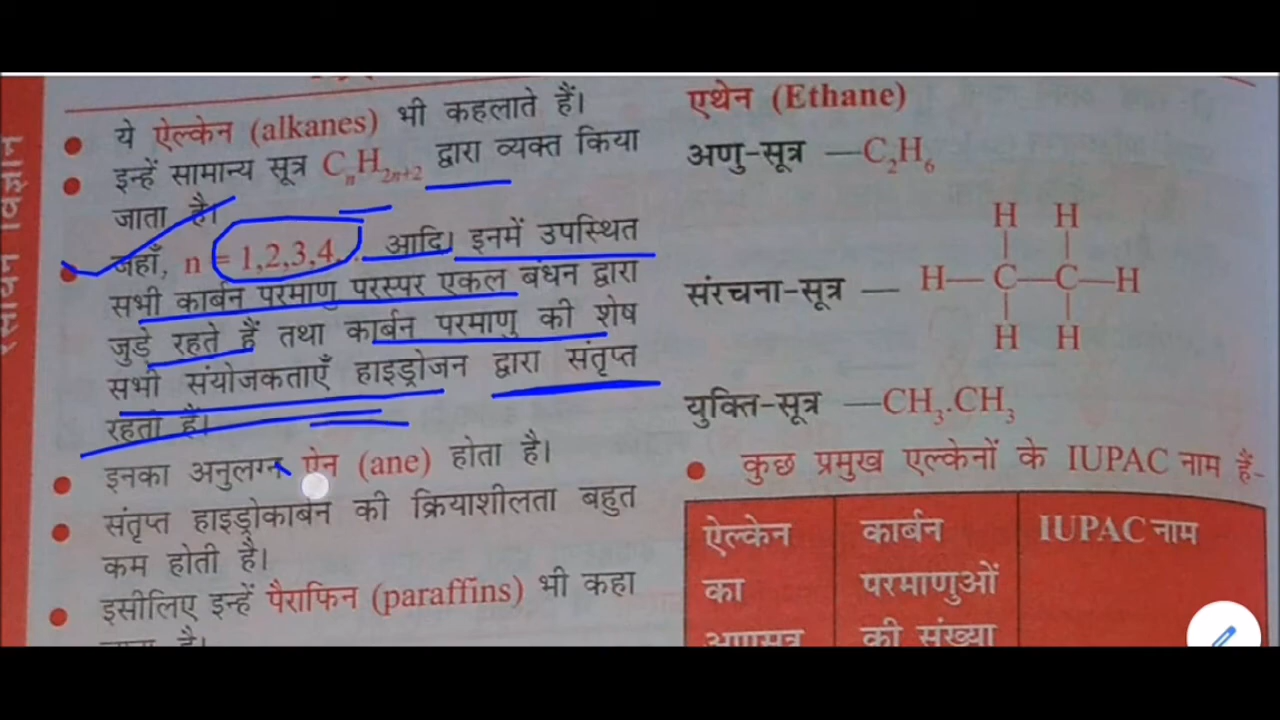 रसायन विज्ञान
ये ऐल्केन (alkanes) भी कहलाते हैं।
इन्हें सामान्य सूत्र CₙH₂ₙ₊₂ द्वारा व्यक्त किया
जाता है।
जहाँ, n = 1,2,3,4,... आदि। इनमें उपस्थित
सभी कार्बन परमाणु परस्पर एकल बंधन द्वारा
जुड़े रहते हैं तथा कार्बन परमाणु की शेष
सभी संयोजकताएँ हाइड्रोजन द्वारा संतृप्त
रहता है।
इनका अनुलग्न ऐन (ane) होता है।
संतृप्त हाइड्रोकार्बन की क्रियाशीलता बहुत
कम होती है।
इसीलिए इन्हें पैराफिन (paraffins) भी कहा
जाता है।
एथेन (Ethane)
अणु-सूत्र —C₂H₆
H H
संरचना-सूत्र — H—C—C—H
H H
युक्ति-सूत्र —CH₃.CH₃
कुछ प्रमुख एल्केनों के IUPAC नाम हैं-
ऐल्केन
का
अणुसूत्र
कार्बन
परमाणुओं
की संख्या
IUPAC नाम